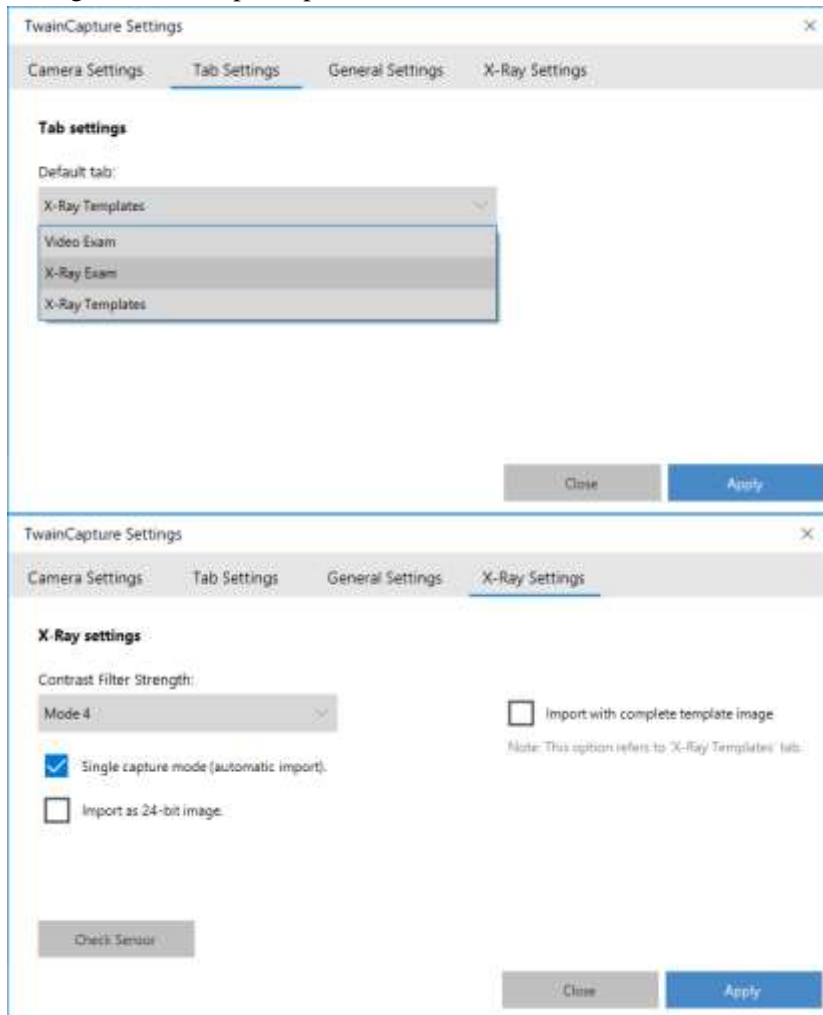 TwainCapture Settings
Camera Settings Tab Settings General Settings X-Ray Settings
Tab settings
Default tab:
X-Ray Templates
Video Exam
X-Ray Exam
X-Ray Templates
Close Apply
TwainCapture Settings
Camera Settings Tab Settings General Settings X-Ray Settings
X-Ray settings
Contrast Filter Strength:
Mode 4
Import with complete template image
Note: This option refers to 'X-Ray Templates' tab.
Single capture mode (automatic import).
Import as 24-bit image.
Check Sensor
Close Apply